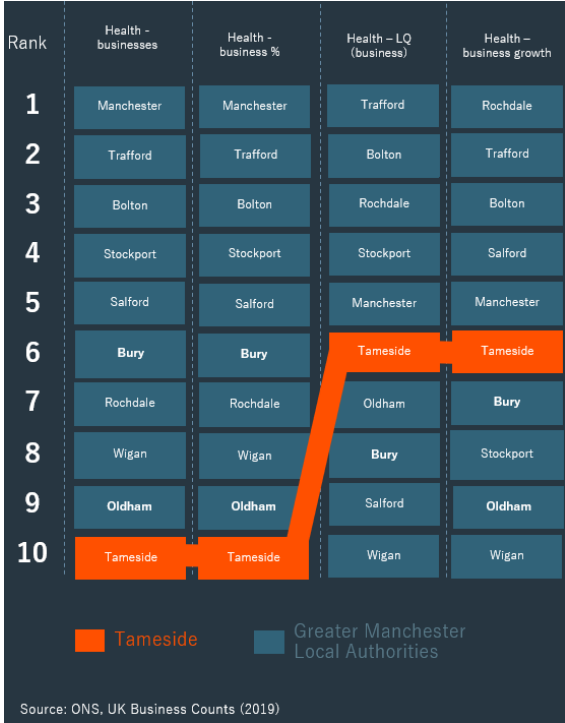 Rank
Health -
businesses
Health -
business %
Health – LQ
(business)
Health –
business growth
1
Manchester
Manchester
Trafford
Rochdale
2
Trafford
Trafford
Bolton
Trafford
3
Bolton
Bolton
Rochdale
Bolton
4
Stockport
Stockport
Stockport
Salford
5
Salford
Salford
Manchester
Manchester
6
Bury
Bury
Tameside
Tameside
7
Rochdale
Rochdale
Oldham
Bury
8
Wigan
Wigan
Bury
Stockport
9
Oldham
Oldham
Salford
Oldham
10
Tameside
Tameside
Wigan
Wigan
Tameside
Greater Manchester
Local Authorities
Source: ONS, UK Business Counts (2019)